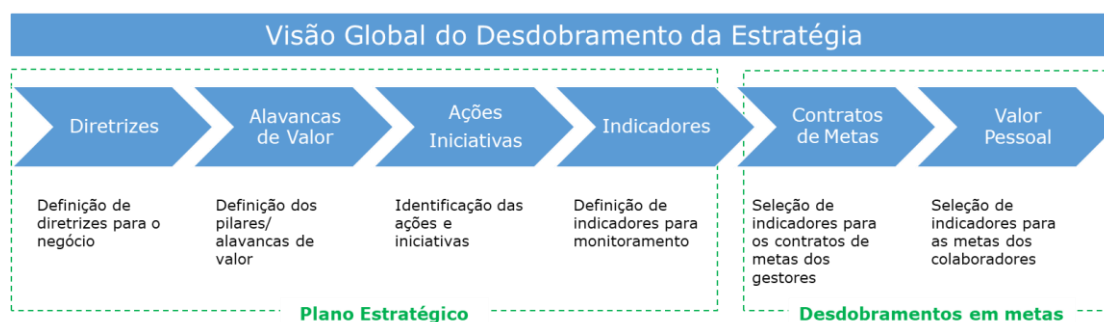 Visão Global do Desdobramento da Estratégia
Diretrizes
Alavancas
de Valor
Ações
Iniciativas
Indicadores
Contratos
de Metas
Valor
Pessoal
Definição de
diretrizes para o
negócio
Definição dos
pilares/
alavancas de
valor
Identificação das
ações e
iniciativas
Definição de
indicadores para
monitoramento
Seleção de
indicadores para
os contratos de
metas dos
gestores
Seleção de
indicadores para
as metas dos
colaboradores
Plano Estratégico
Desdobramentos em metas